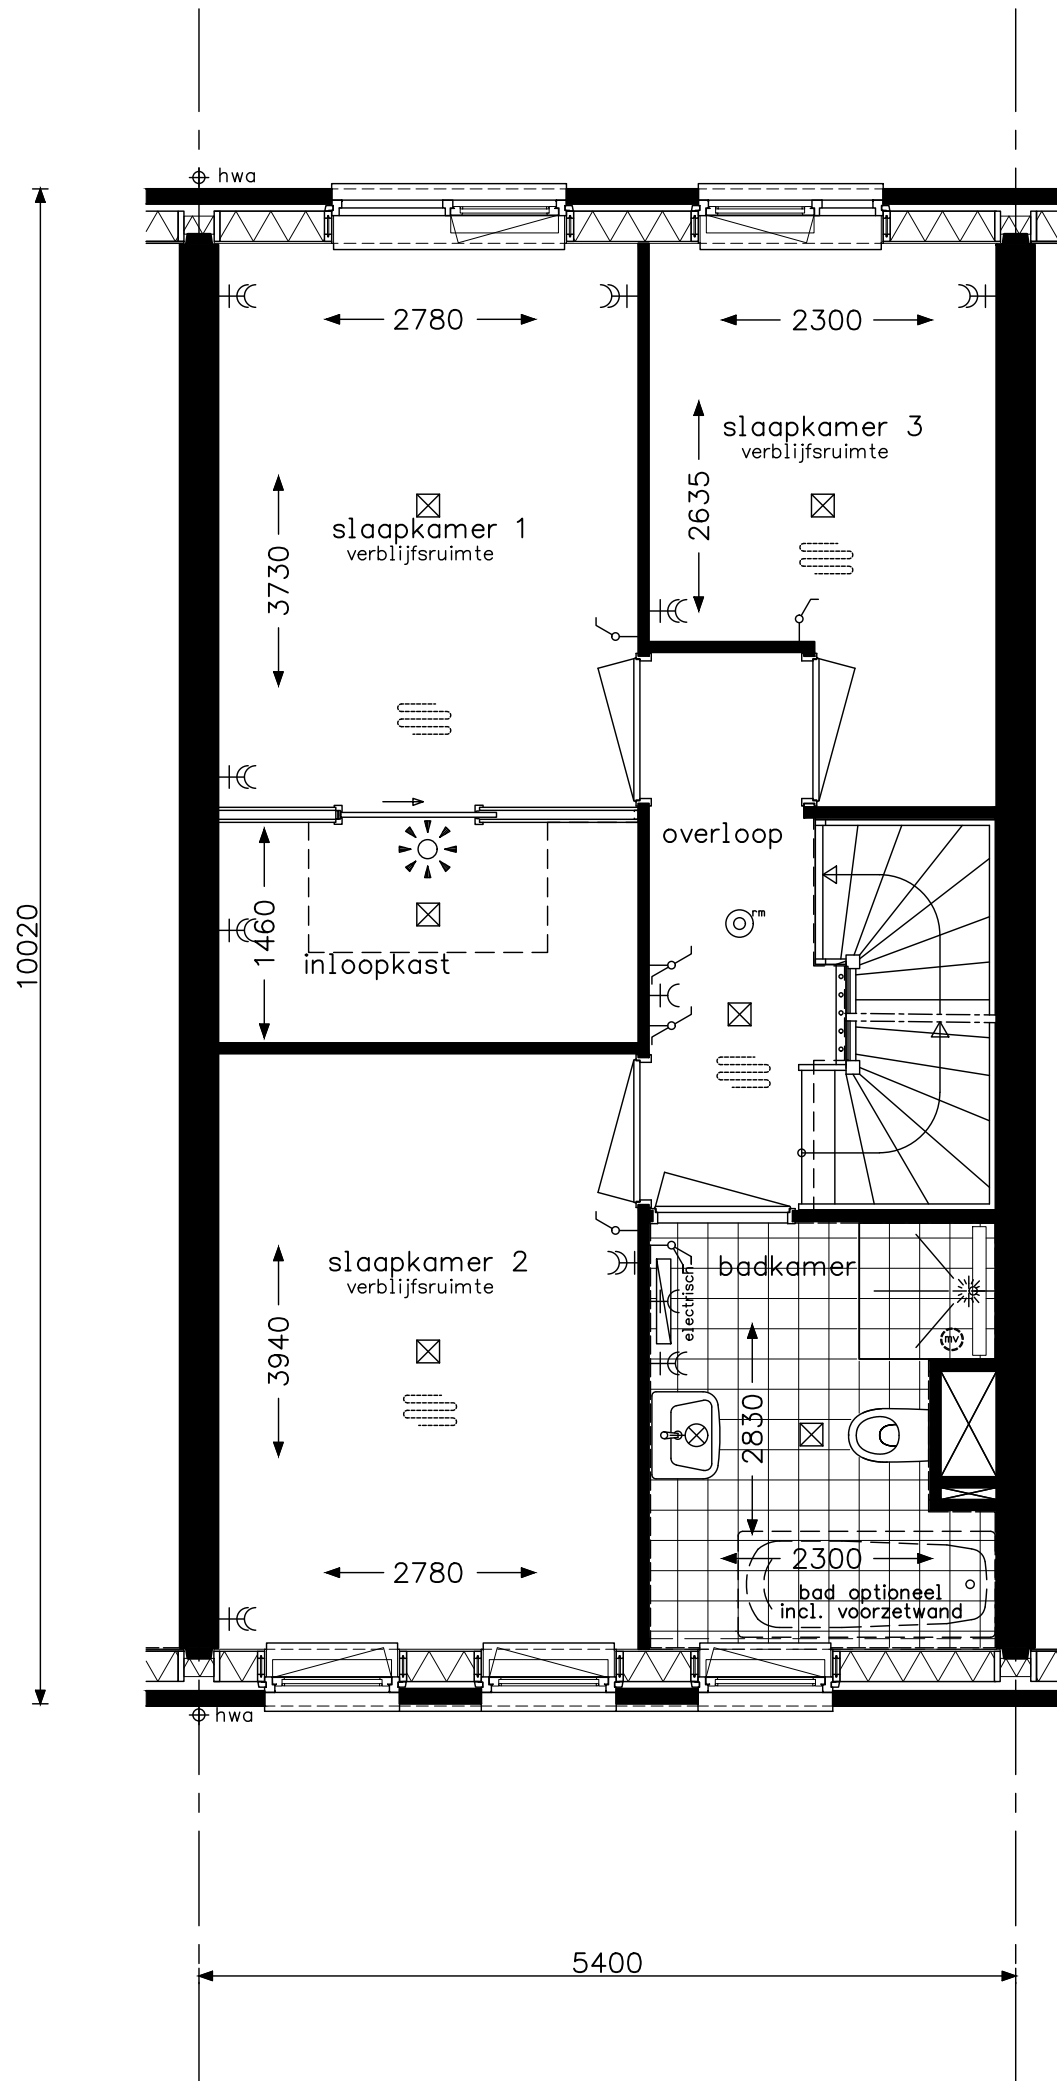 hwa
2780
2300
slaapkamer 3
verblijfsruimte
2635
slaapkamer 1
verblijfsruimte
3730
overloop
rm
1460
inloopkast
10020
slaapkamer 2
verblijfsruimte
3940
badkamer
electrisch
mv
2830
2780
2300
bad optioneel
incl. voorzetwand
hwa
5400